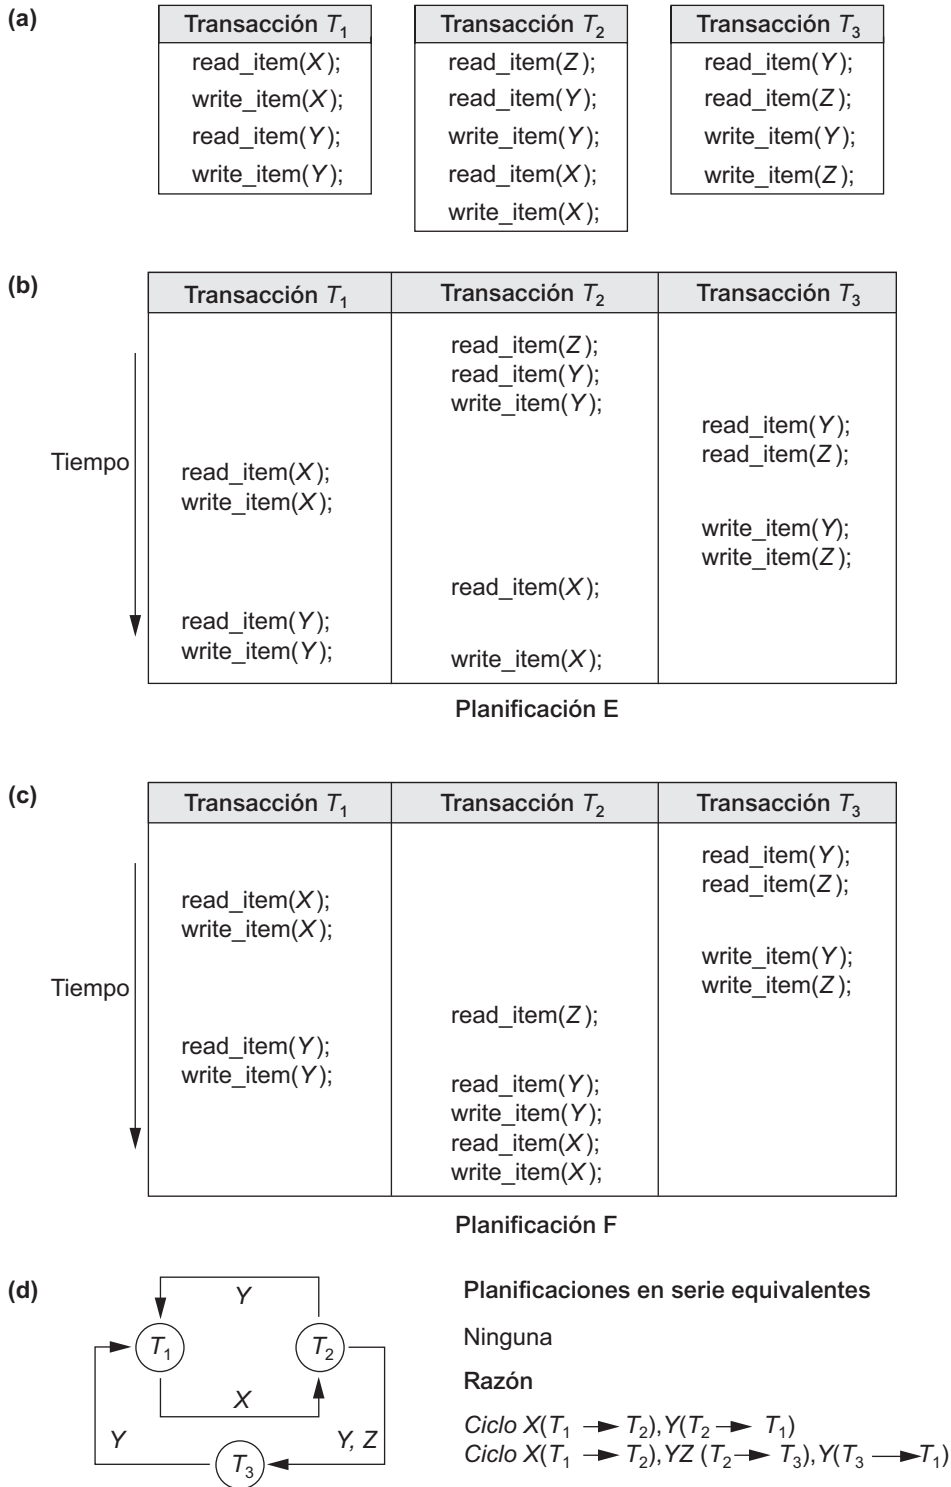 (a)
Transacción T1 Transacción T2 Transacción T3
read_item(X); read_item(Z); read_item(Y);
write_item(X); read_item(Y); read_item(Z);
read_item(Y); write_item(Y); write_item(Y);
write_item(Y); read_item(X); write_item(Z);
write_item(X);
(b)
Transacción T1 Transacción T2 Transacción T3
read_item(Z);
read_item(Y);
write_item(Y);
read_item(Y);
Tiempo read_item(Z);
read_item(X);
write_item(X);
write_item(Y);
write_item(Z);
read_item(X);
read_item(Y);
write_item(Y); write_item(X);
Planificación E
(c)
Transacción T1 Transacción T2 Transacción T3
read_item(Y);
read_item(Z);
read_item(X);
write_item(X);
write_item(Y);
Tiempo write_item(Z);
read_item(Z);
read_item(Y);
write_item(Y); read_item(Y);
write_item(Y);
read_item(X);
write_item(X);
Planificación F
(d)
Y
T1 T2
X
Y Y, Z
T3
Planificaciones en serie equivalentes
Ninguna
Razón
Ciclo X(T1 → T2),Y(T2 → T1)
Ciclo X(T1 → T2),YZ (T2 → T3),Y(T3 → T1)